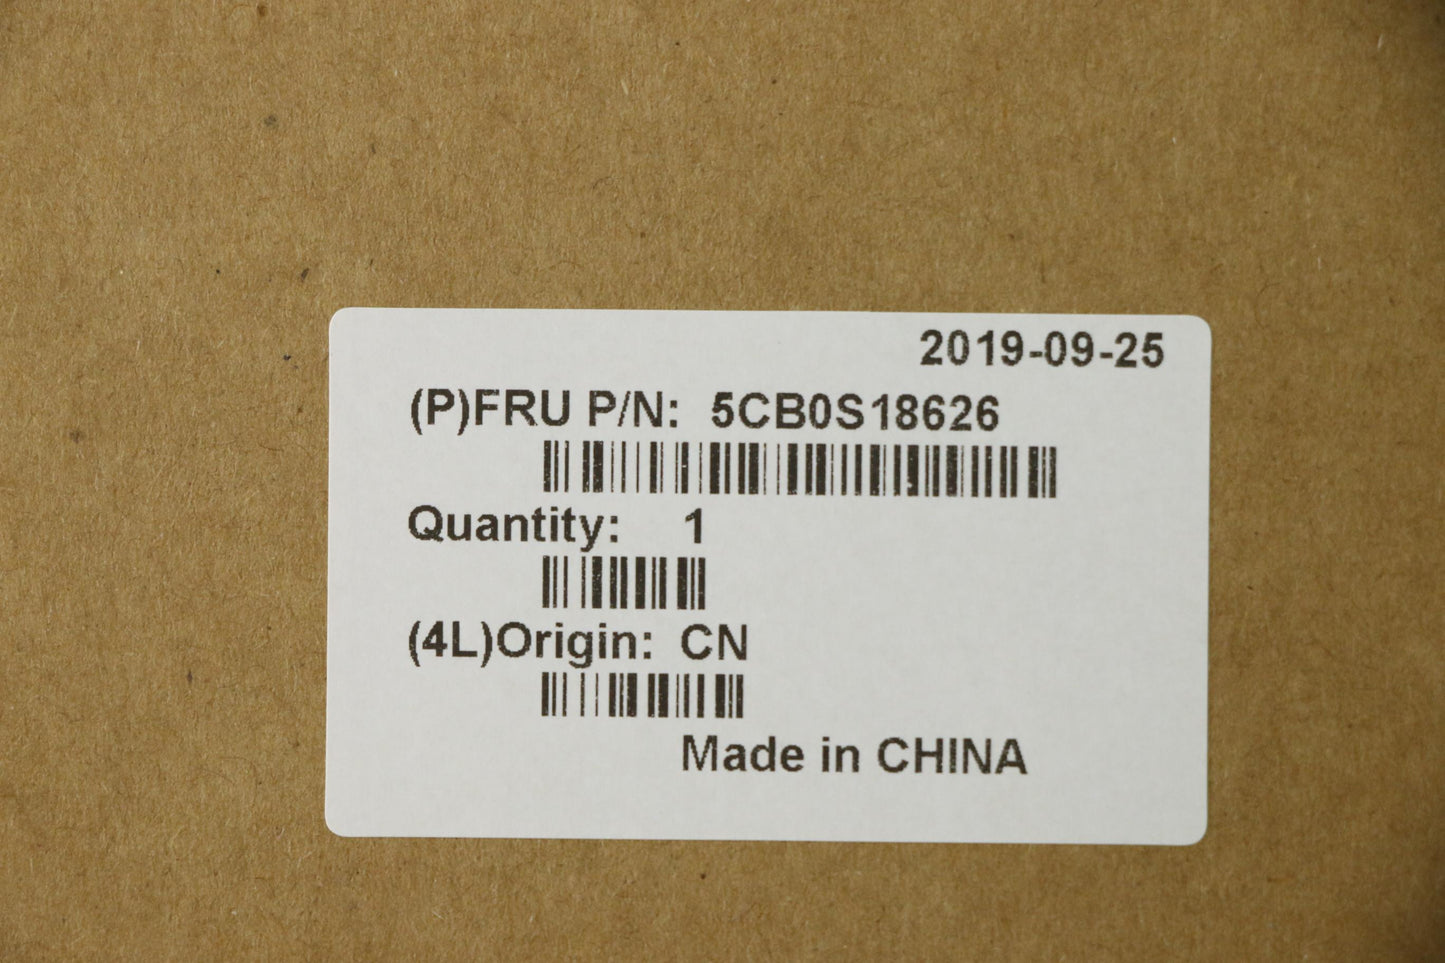 2019-09-25
(P)FRU P/N: 5CB0S18626
Quantity: 1
(4L)Origin: CN
Made in CHINA